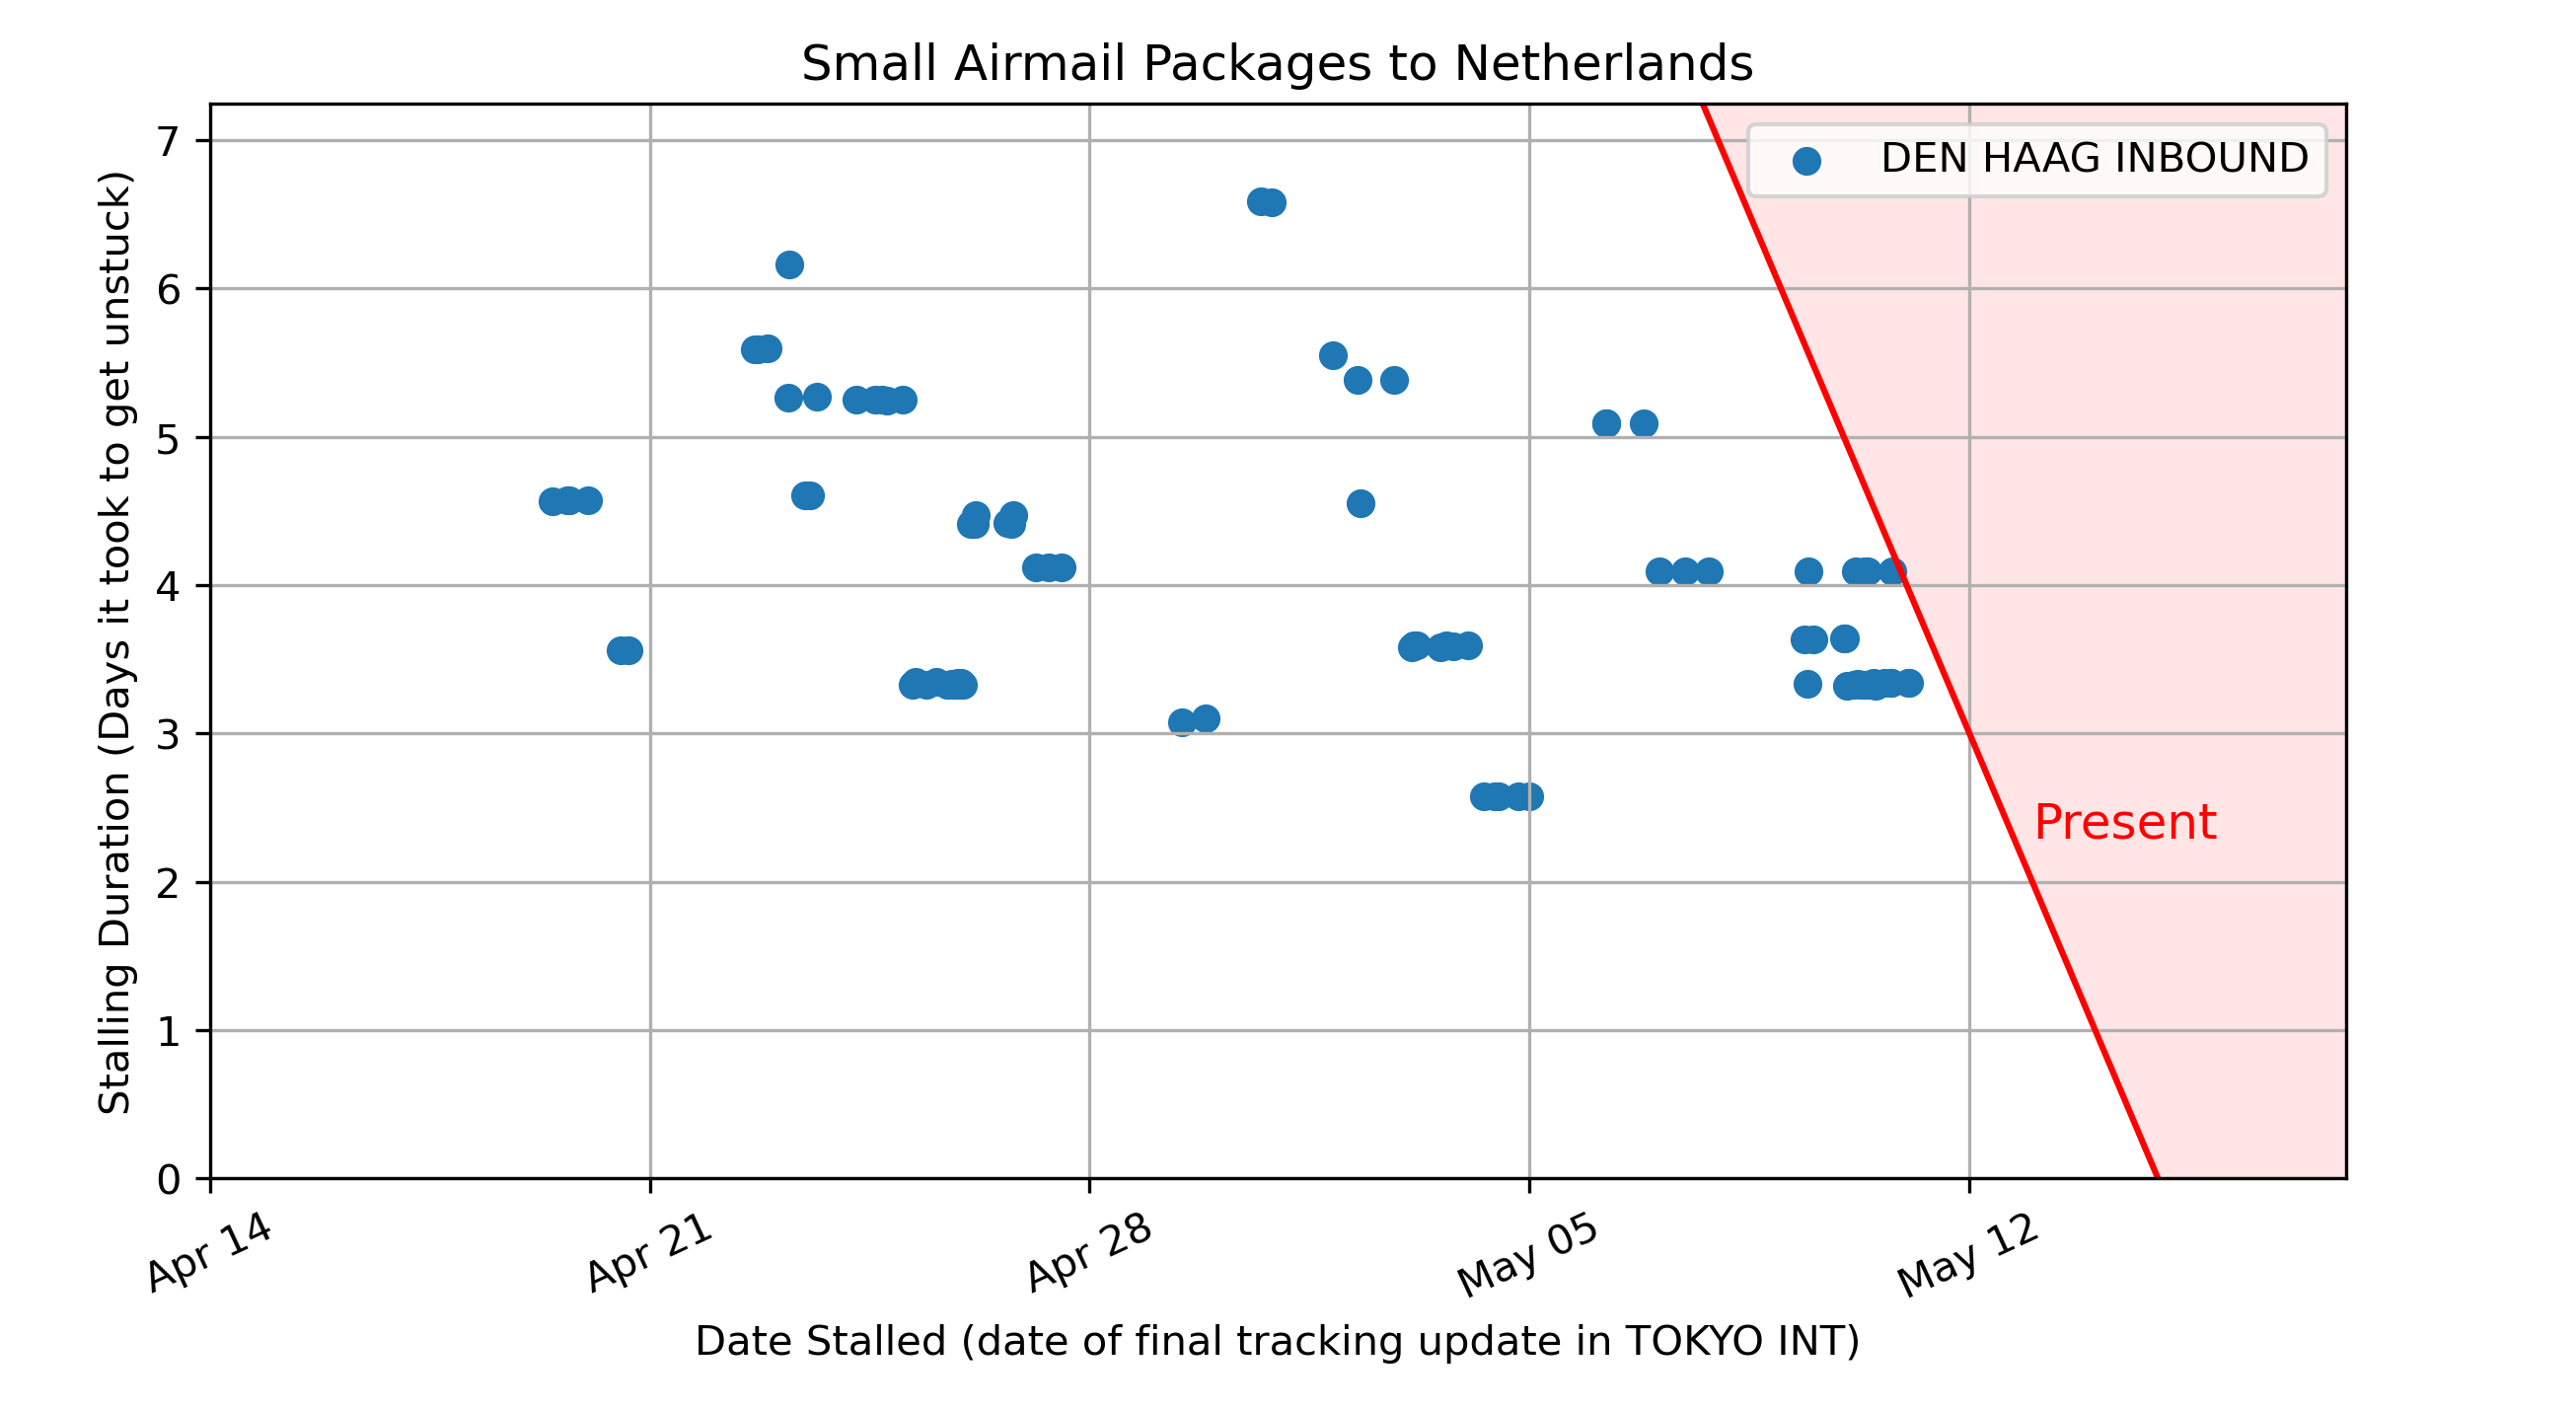 Small Airmail Packages to Netherlands
DEN HAAG INBOUND
Stalling Duration (Days it took to get unstuck)
7
6
5
4
3
2
1
0
Present
Apr 14
Apr 21
Apr 28
May 05
May 12
Date Stalled (date of final tracking update in TOKYO INT)